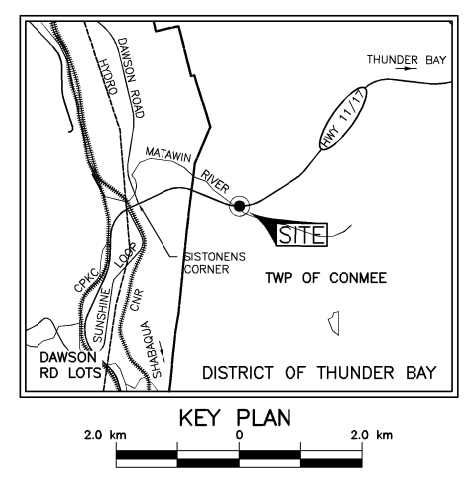 THUNDER BAY
DAWSON ROAD
HYDRO
HWY 11/17
MATAWIN
RIVER
SITE
SISTONENS
CORNER
LOOP
SUNSHINE
CPKC
CNR
SHABAQUA
TWP OF CONMEE
DAWSON
RD LOTS
DISTRICT OF THUNDER BAY
KEY PLAN
2.0 km 0 2.0 km